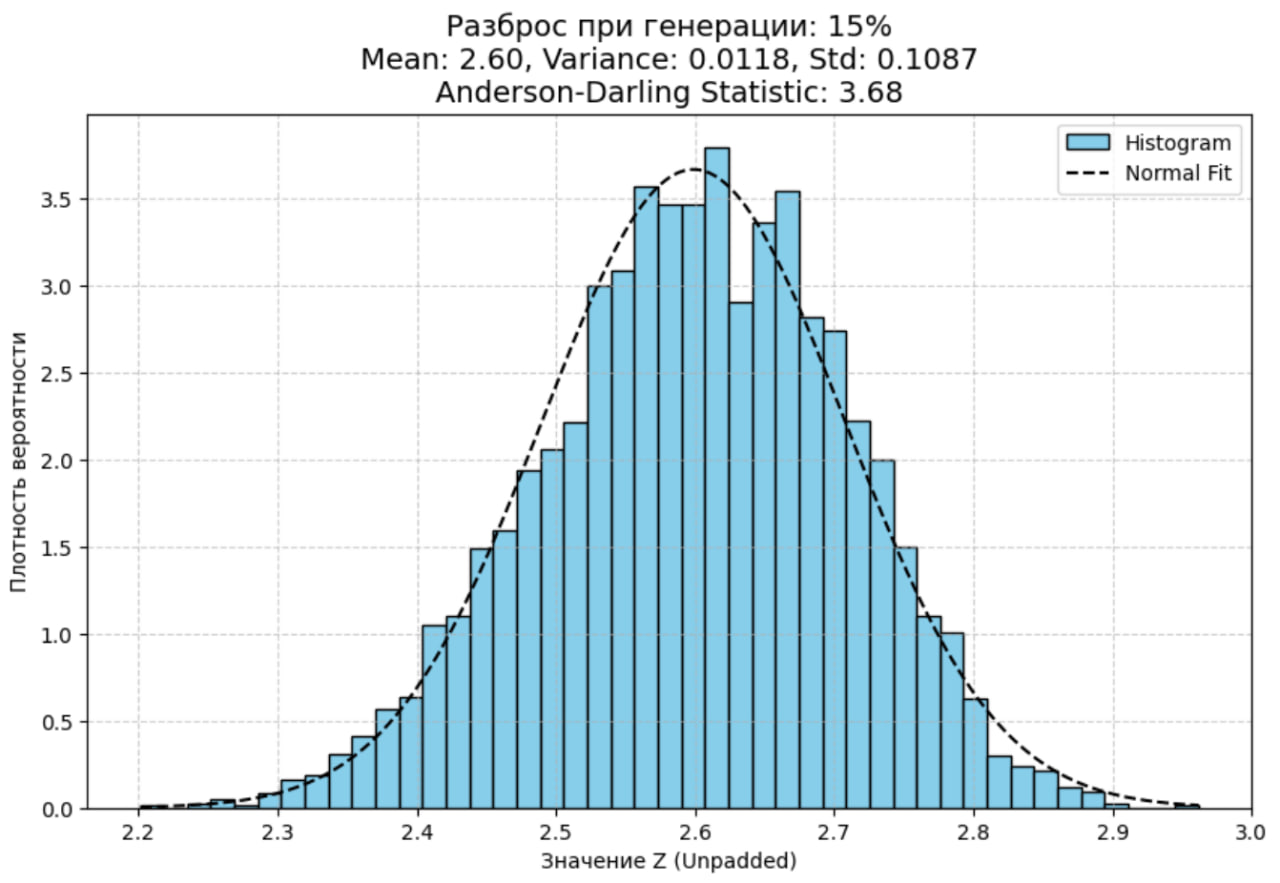 Разброс при генерации: 15%
Mean: 2.60, Variance: 0.0118, Std: 0.1087
Anderson-Darling Statistic: 3.68
Histogram
Normal Fit
Плотность вероятности
3.5
3.0
2.5
2.0
1.5
1.0
0.5
0.0
2.2 2.3 2.4 2.5 2.6 2.7 2.8 2.9 3.0
Значение Z (Unpadded)